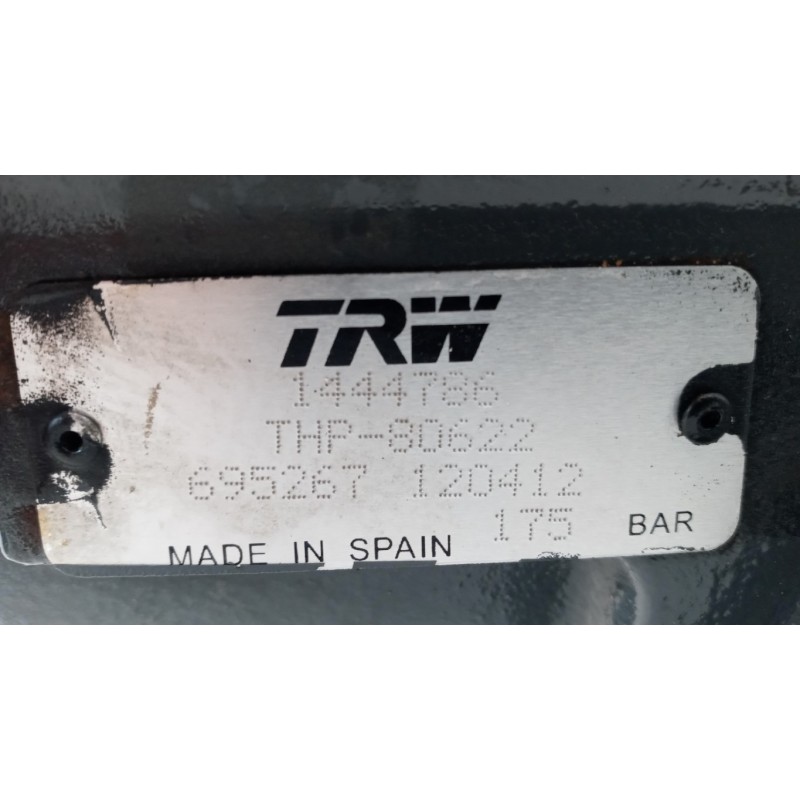 TRW
1444786
THP-80622
695267 120412
175 BAR
MADE IN SPAIN